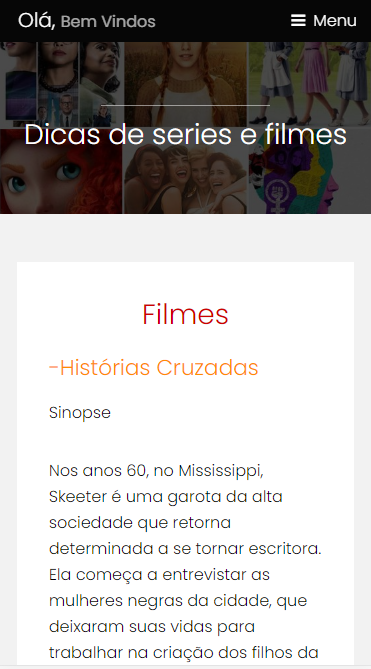 Olá, Bem Vindos
Menu
Dicas de series e filmes
Filmes
-Histórias Cruzadas
Sinopse
Nos anos 60, no Mississippi,
Skeeter é uma garota da alta
sociedade que retorna
determinada a se tornar escritora.
Ela começa a entrevistar as
mulheres negras da cidade, que
deixaram suas vidas para
trabalhar na criação dos filhos da